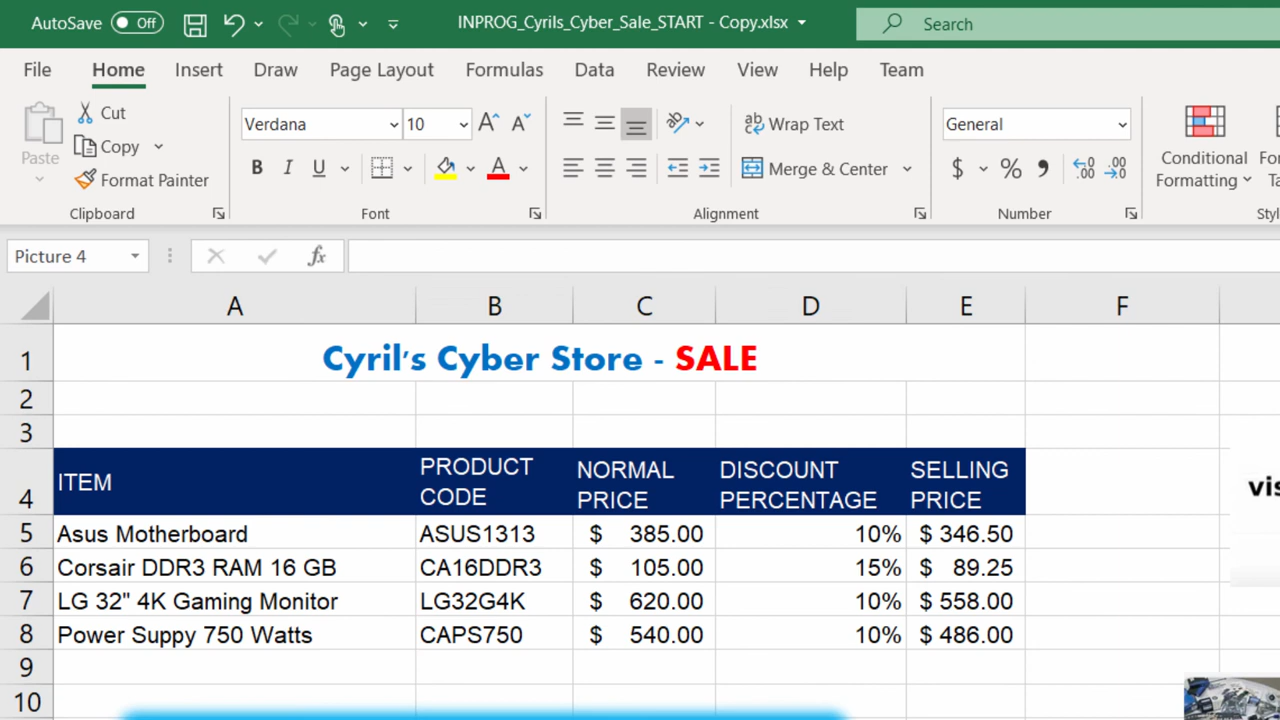 AutoSave Off INPROG_Cyrils_Cyber_Sale_START - Copy.xlsx Search
File Home Insert Draw Page Layout Formulas Data Review View Help Team
Paste Cut Copy Format Painter
Verdana 10
B I U A
Wrap Text
Merge & Center
General
$ % 
Conditional
Formatting
Clipboard Font Alignment Number
Picture 4 fx
A B C D E F
1 Cyril's Cyber Store - SALE
2
3
4 ITEM PRODUCT CODE NORMAL PRICE DISCOUNT PERCENTAGE SELLING PRICE
5 Asus Motherboard ASUS1313 $ 385.00 10% $ 346.50
6 Corsair DDR3 RAM 16 GB CA16DDR3 $ 105.00 15% $ 89.25
7 LG 32" 4K Gaming Monitor LG32G4K $ 620.00 10% $ 558.00
8 Power Suppy 750 Watts CAPS750 $ 540.00 10% $ 486.00
9
10